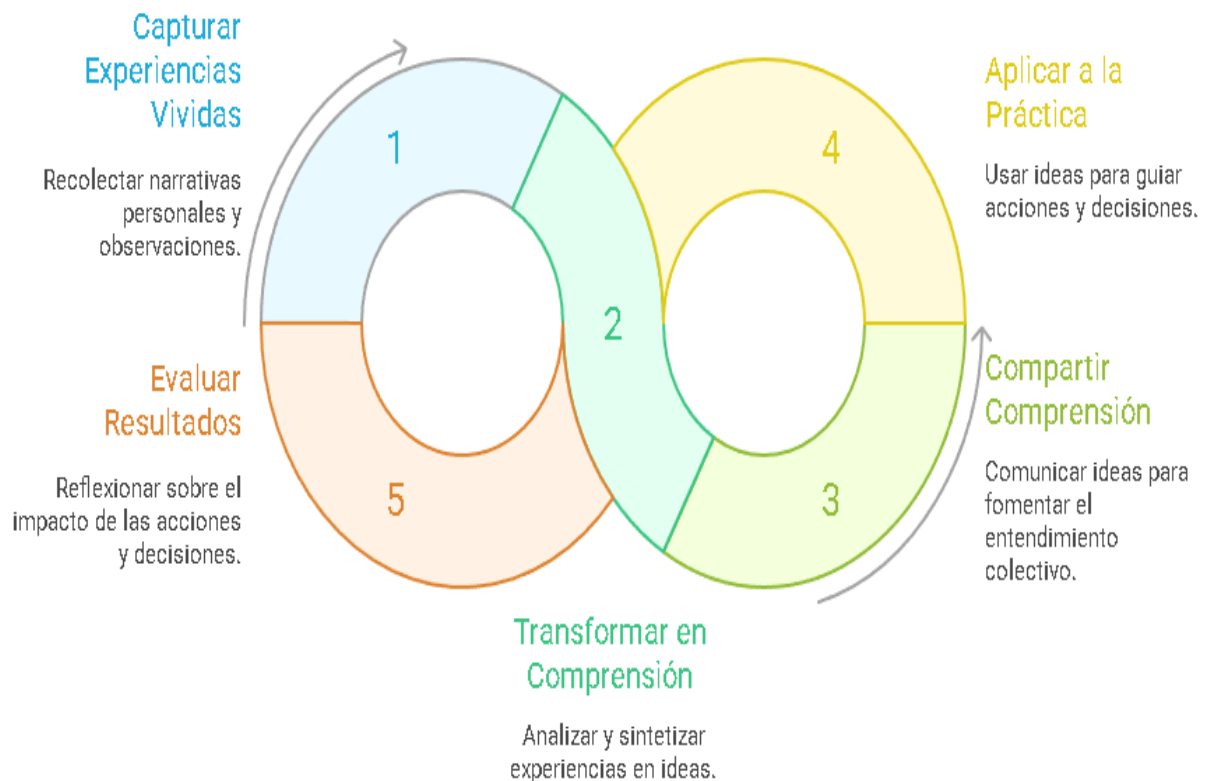 Capturar
Experiencias
Vividas
Recolectar narrativas
personales y
observaciones.
1
2
3
4
5
Aplicar a la
Práctica
Usar ideas para guiar
acciones y decisiones.
Evaluar
Resultados
Reflexionar sobre el
impacto de las acciones
y decisiones.
Compartir
Comprensión
Comunicar ideas para
fomentar el
entendimiento
colectivo.
Transformar en
Comprensión
Analizar y sintetizar
experiencias en ideas.